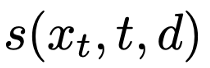 s(x_t, t, d)